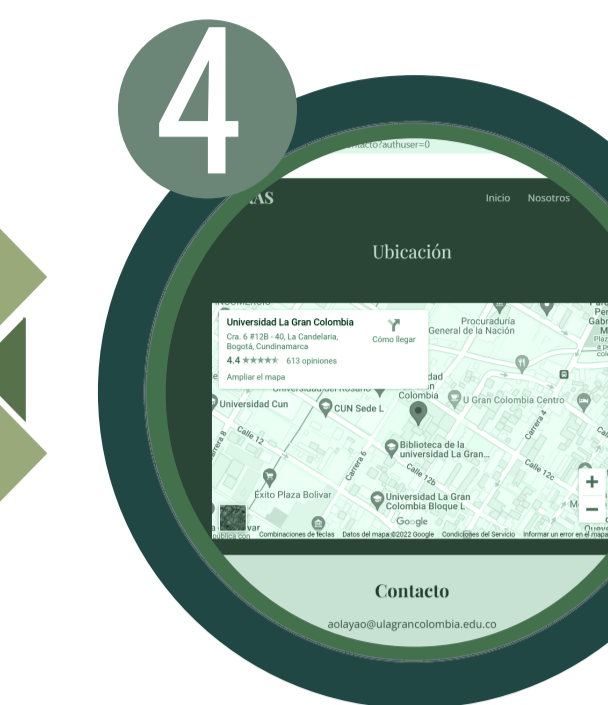 4
contacto?authuser=0
Inicio Nosotros
Ubicación
Universidad La Gran Colombia
Cra. 6 #12B - 40, La Candelaria,
Bogotá, Cundinamarca
4.4 613 opiniones
Ampliar el mapa
Cómo llegar
Procuraduría
General de la Nación
Colombia
U Gran Colombia Centro
Universidad Cun
CUN Sede L
Carrera 4
Calle 12
Biblioteca de la
universidad La Gran...
Carrera 6
Calle 12b
Calle 12c
Éxito Plaza Bolivar
Universidad La Gran
Colombia Bloque L
+
−
Google
Combinaciones de teclas Datos del mapa ©2022 Google Condiciones del Servicio Informar un error en el mapa
Contacto
aolayao@ulagrancolombia.edu.co